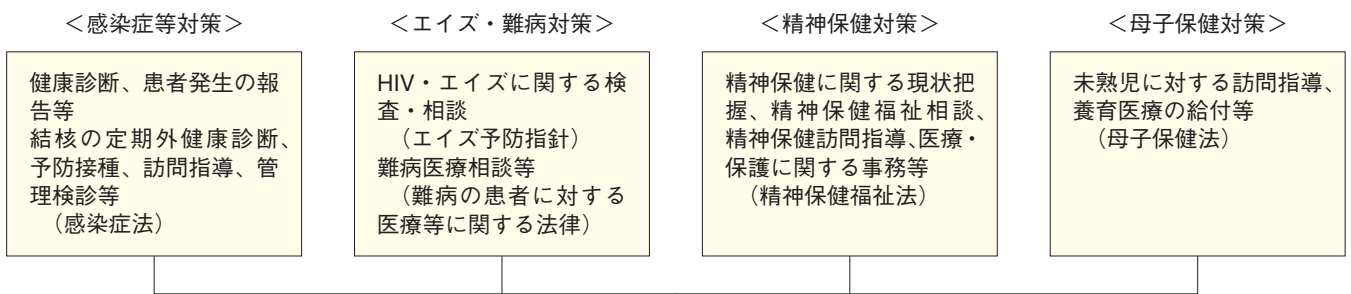 ＜感染症等対策＞
健康診断、患者発生の報
告等
結核の定期外健康診断、
予防接種、訪問指導、管
理検診等
（感染症法）
＜エイズ・難病対策＞
HIV・エイズに関する検
査・相談
（エイズ予防指針）
難病医療相談等
（難病の患者に対する
医療等に関する法律）
＜精神保健対策＞
精神保健に関する現状把
握、精神保健福祉相談、
精神保健訪問指導、医療・
保護に関する事務等
（精神保健福祉法）
＜母子保健対策＞
未熟児に対する訪問指導、
養育医療の給付等
（母子保健法）